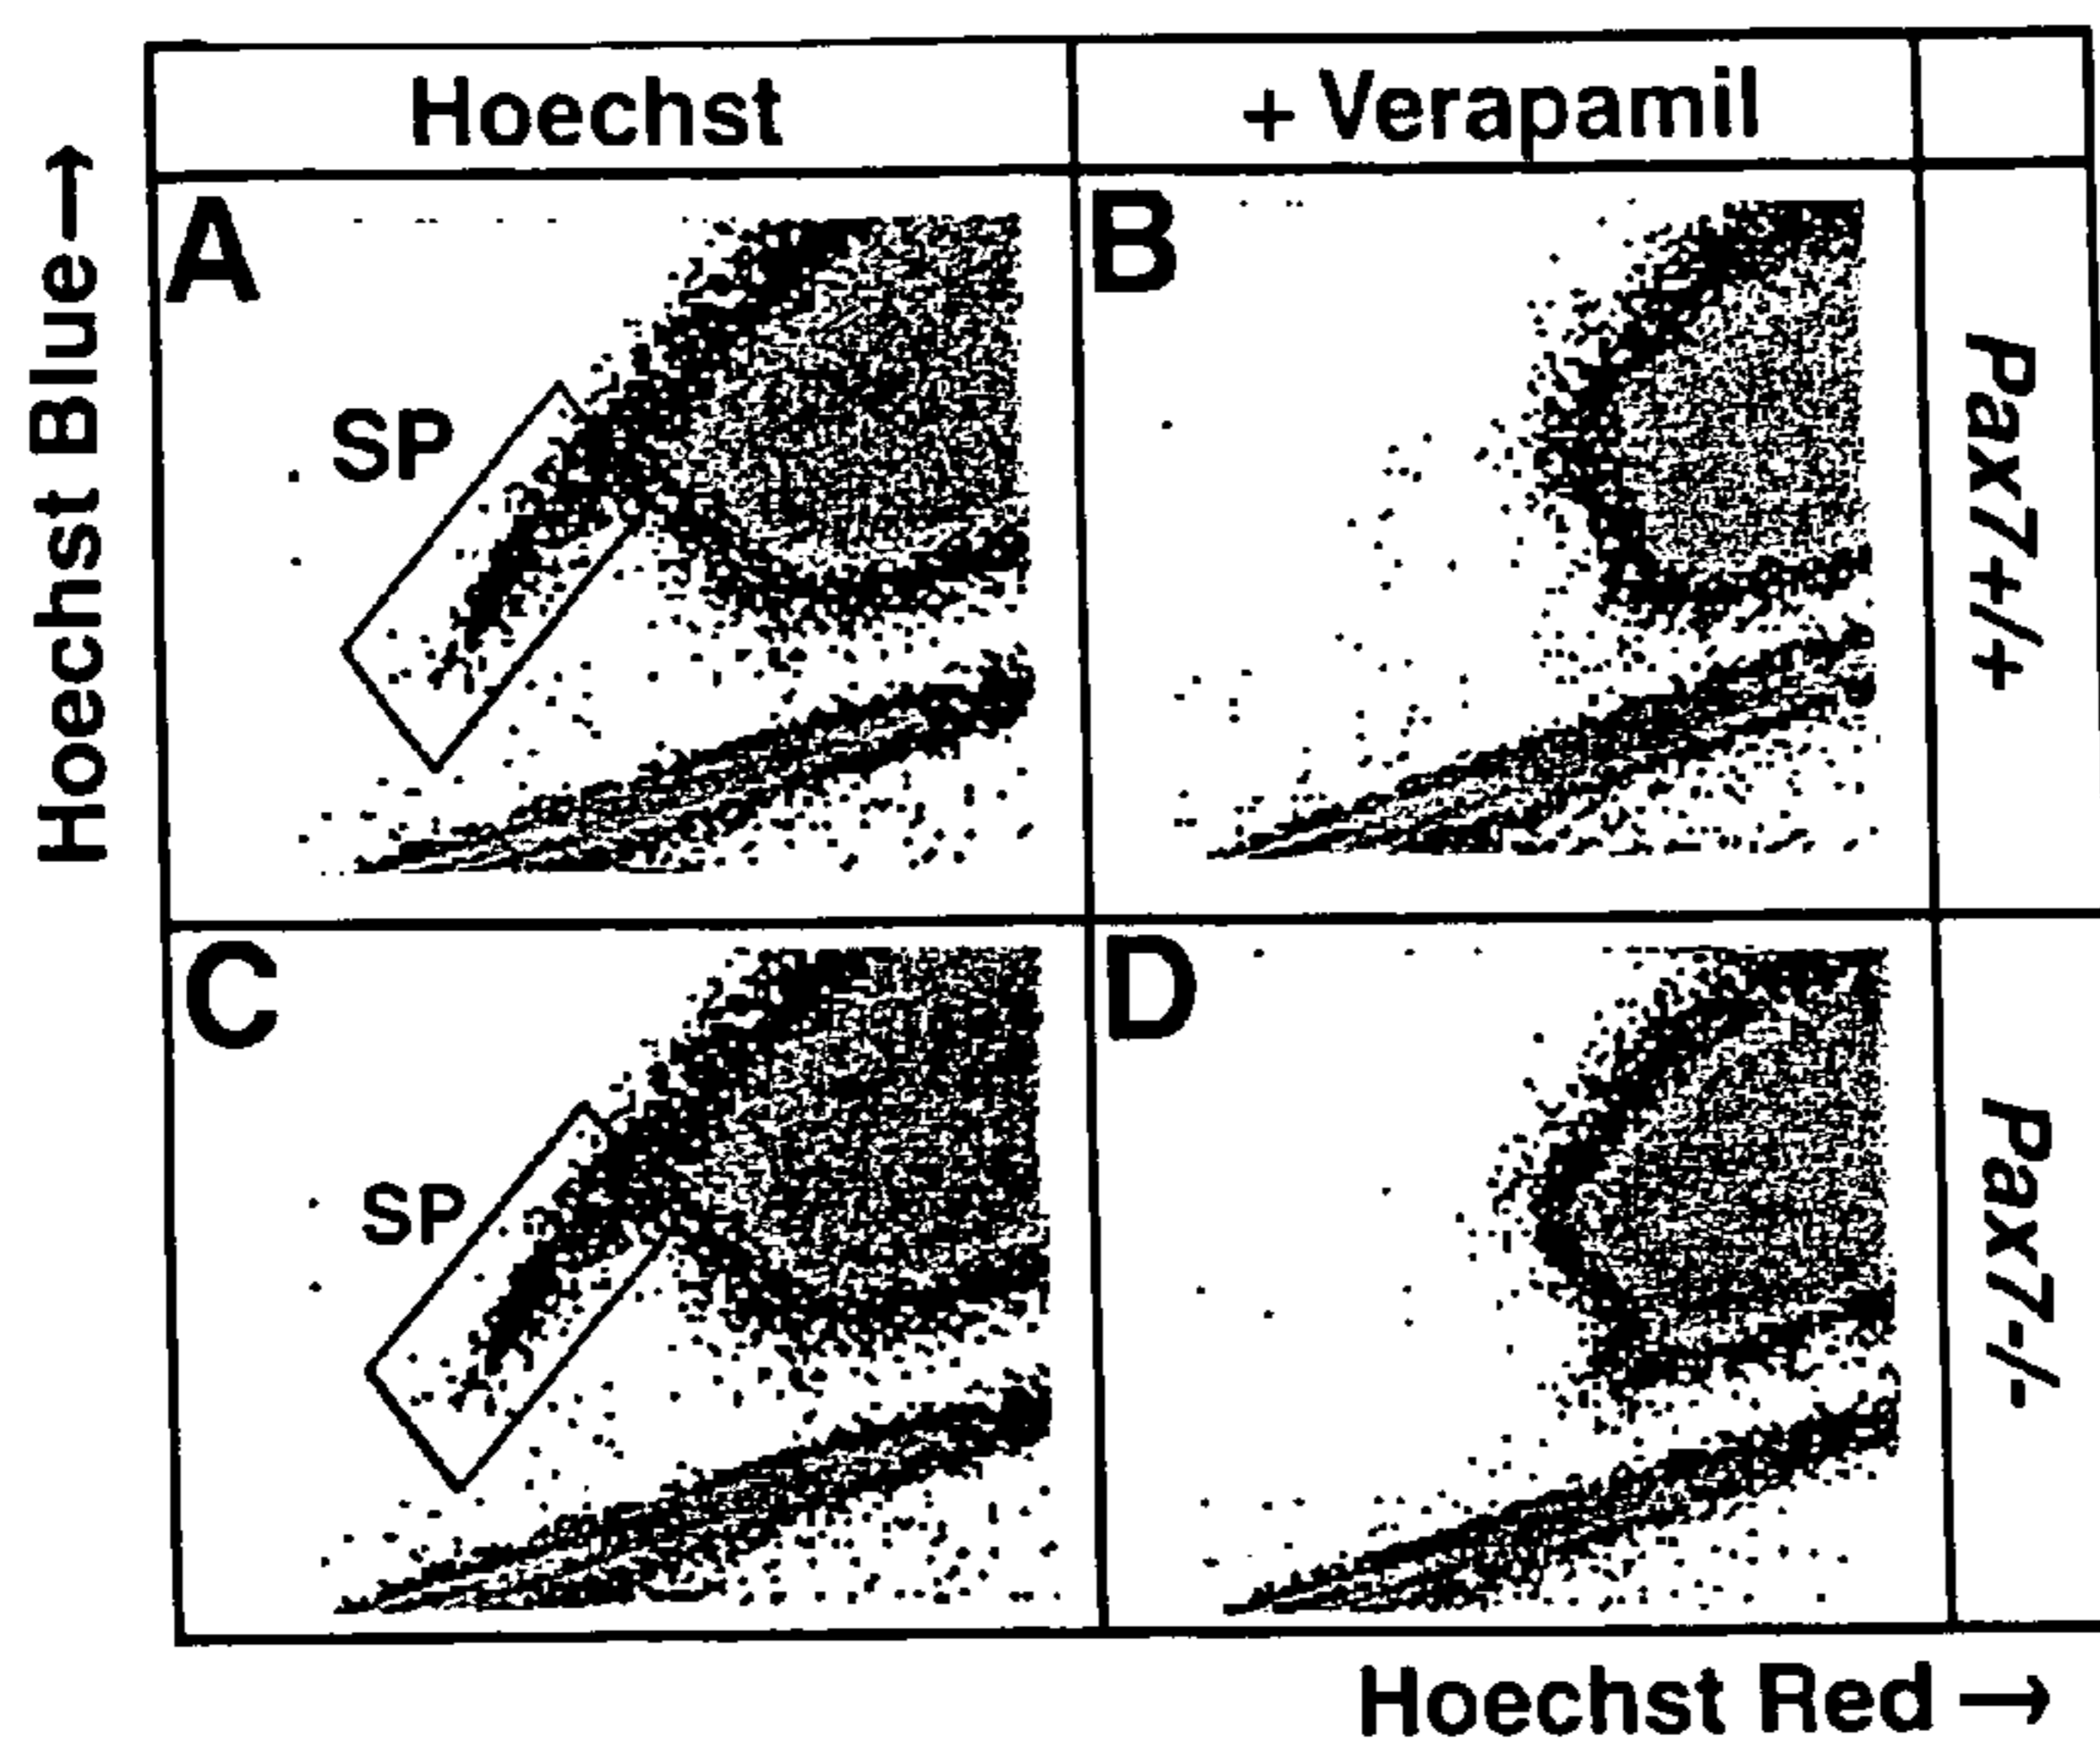 Hoechst
+ Verapamil
Hoechst Blue→
A
SP
B
Pax7+/+
C
SP
D
Pax7-/-
Hoechst Red→